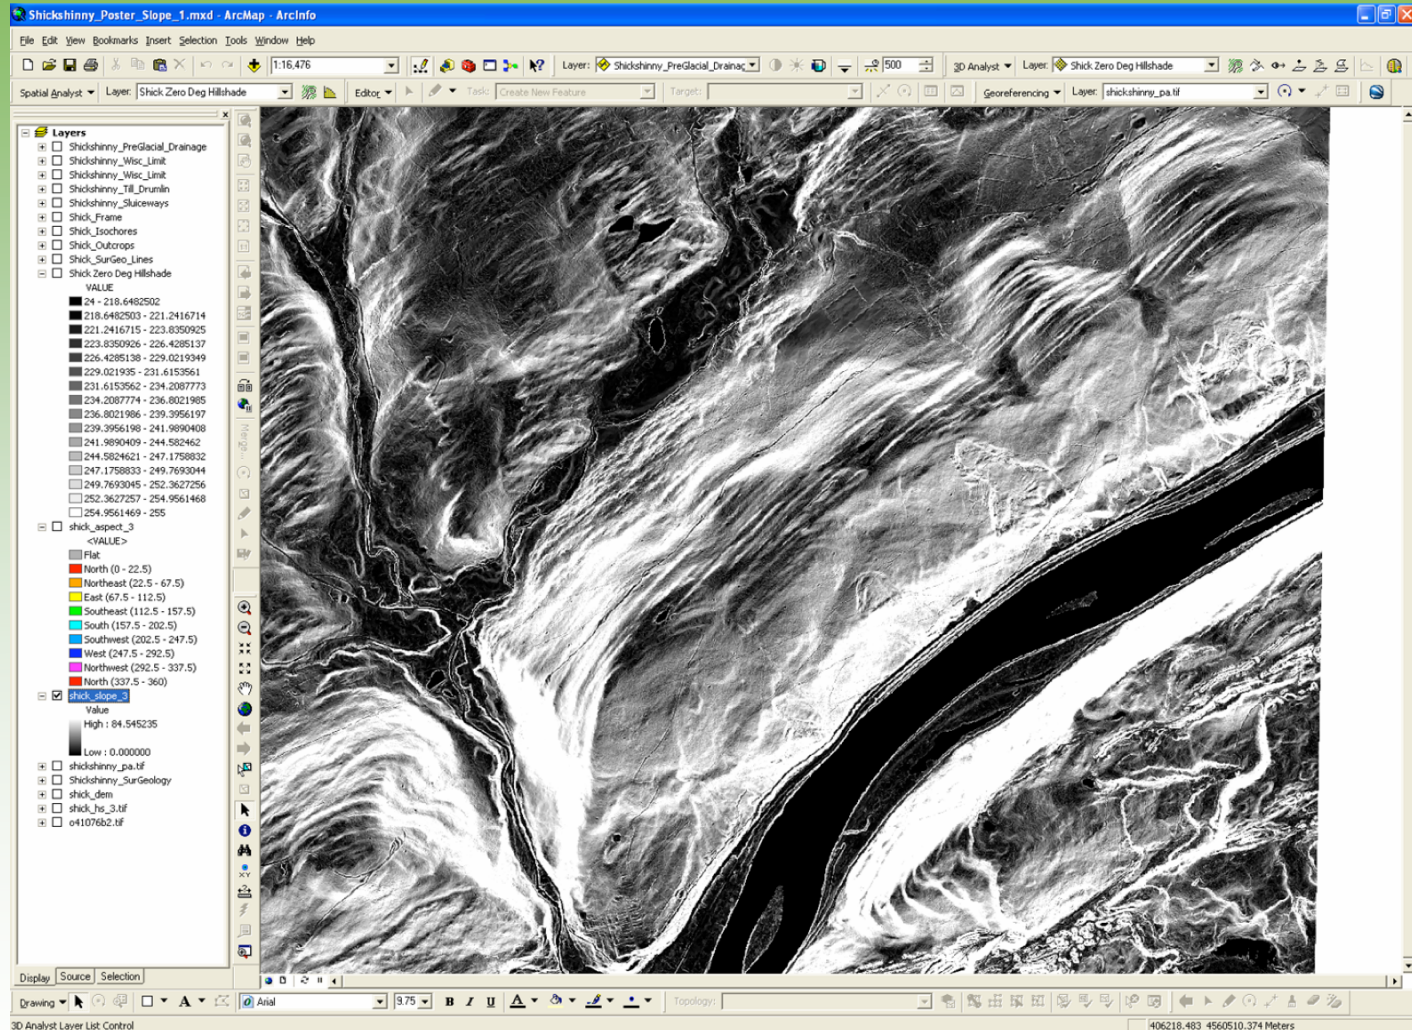 Shickshinny_Poster_Slope_1.mxd - ArcMap - ArcInfo
File Edit View Bookmarks Insert Selection Tools Window Help
1:16,476 Layer: Shickshinny_PreGlacial_Drainag 500 3D Analyst Layer: Shick Zero Deg Hillshade
Spatial Analyst Layer: Shick Zero Deg Hillshade Editor Task: Create New Feature Target: Georeferencing Layer: shickshinny_pa.tif
Layers
Shickshinny_PreGlacial_Drainage
Shickshinny_Wisc_Limit
Shickshinny_Wisc_Limit
Shickshinny_Till_Drumlin
Shickshinny_Sluiceways
Shick_Frame
Shick_Isochores
Shick_Outcrops
Shick_SurGeo_Lines
Shick Zero Deg Hillshade
VALUE
24 - 218.6482502
218.6482503 - 221.2416714
221.2416715 - 223.8350925
223.8350926 - 226.4285137
226.4285138 - 229.0219349
229.021935 - 231.6153561
231.6153562 - 234.2087773
234.2087774 - 236.8021985
236.8021986 - 239.3956197
239.3956198 - 241.9890408
241.9890409 - 244.582462
244.5824621 - 247.1758832
247.1758833 - 249.7693044
249.7693045 - 252.3627256
252.3627257 - 254.9561468
254.9561469 - 255
shick_aspect_3
<VALUE>
Flat
North (0 - 22.5)
Northeast (22.5 - 67.5)
East (67.5 - 112.5)
Southeast (112.5 - 157.5)
South (157.5 - 202.5)
Southwest (202.5 - 247.5)
West (247.5 - 292.5)
Northwest (292.5 - 337.5)
North (337.5 - 360)
shick_slope_3
Value
High : 84.545235
Low : 0.000000
shickshinny_pa.tif
Shickshinny_SurGeology
shick_dem
shick_hs_3.tif
o41076b2.tif
Merge...
XY
Display Source Selection
Drawing A Arial 9.75 B I U A Topology:
3D Analyst Layer List Control 406218.483 4560510.374 Meters